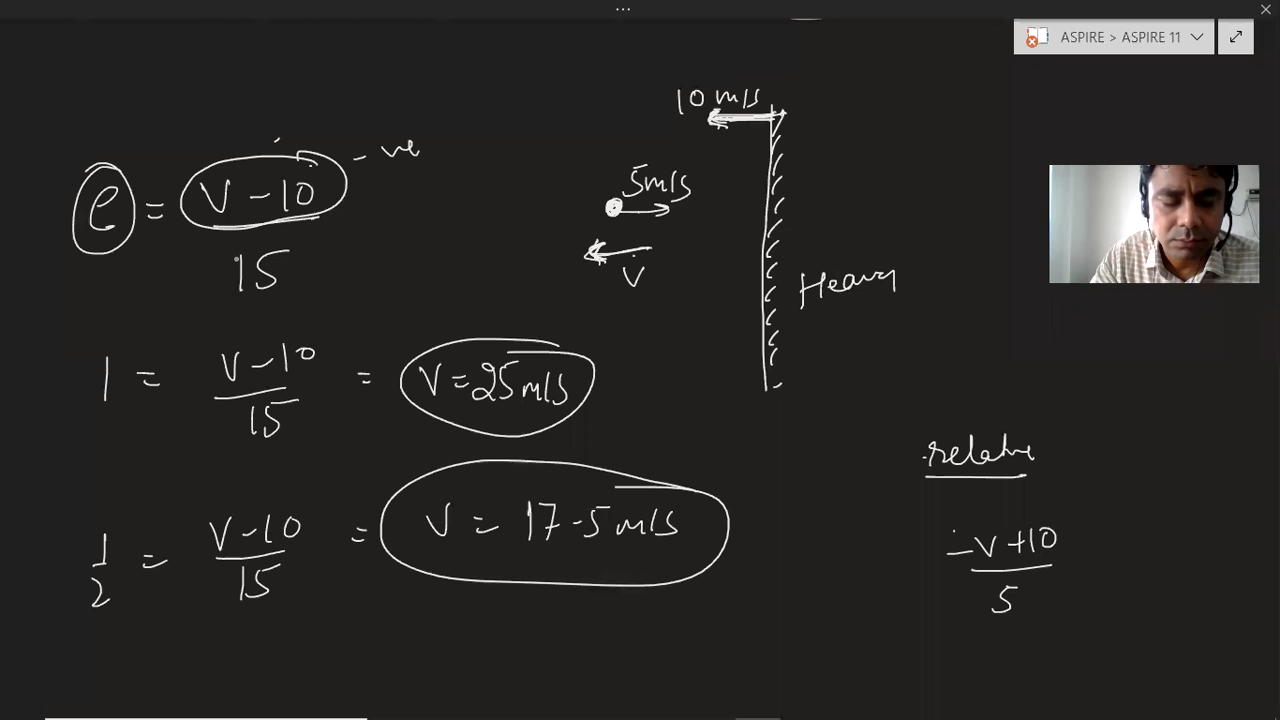 ASPIRE > ASPIRE 11
10 m/s
e = V - 10 / 15
- ve
5m/s
V
Heavy
1 = V - 10 / 15 = V = 25 m/s
relative
1/2 = V - 10 / 15 = V = 17.5 m/s
- V + 10 / 5